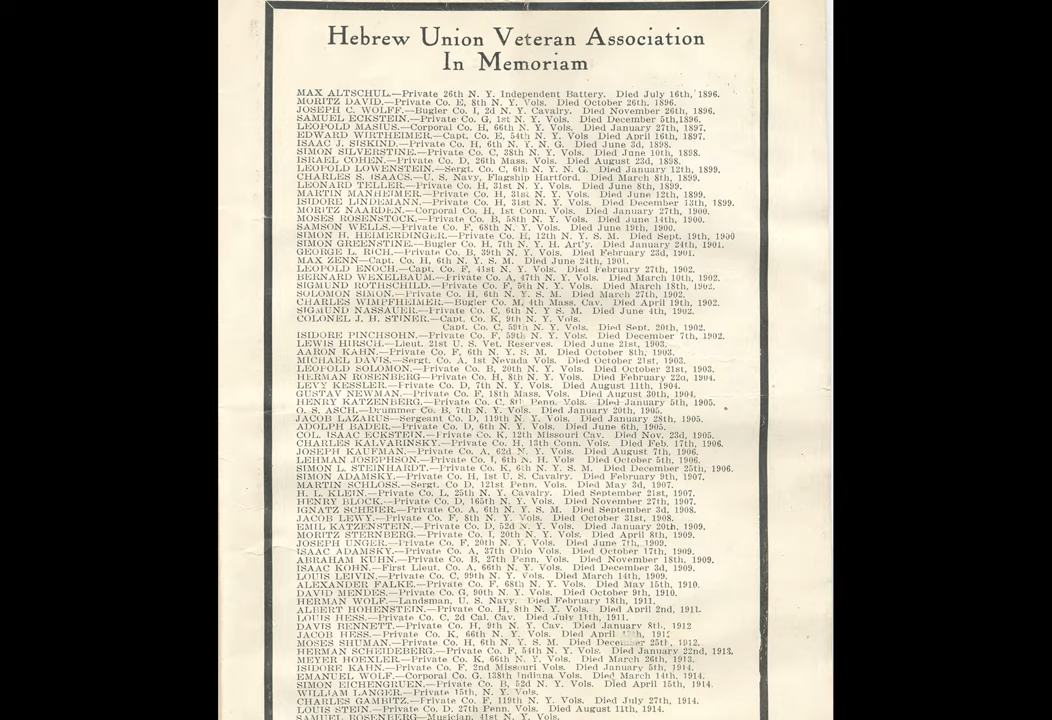 Hebrew Union Veteran Association
In Memoriam
MAX ALTSCHUL.—Private 26th N. Y. Independent Battery. Died July 16th, 1896.
MORITZ DAVID.—Private Co. E, 8th N. Y. Vols. Died October 26th, 1896.
JOSEPH C. WOLFF.—Bugler Co. I, 2d N. Y. Cavalry. Died November 26th, 1896.
SAMUEL ECKSTEIN.—Private Co. G, 1st N. Y. Vols. Died December 5th,1896.
LEOPOLD MASIUS.—Corporal Co. H, 66th N. Y. Vols. Died January 27th, 1897.
EDWARD WIRTHEIMER.—Capt. Co. E, 54th N. Y. Vols Died April 16th, 1897.
ISAAC J. SISKIND.—Private Co. H, 6th N. Y. N. G. Died June 3d, 1898.
SIMON SILVERSTINE.—Private Co. C, 38th N. Y. Vols. Died June 10th, 1898.
ISRAEL COHEN.—Private Co. D, 26th Mass. Vols. Died August 23d, 1898.
LEOPOLD LOWENSTEIN.—Sergt. Co. C, 6th N. Y. N. G. Died January 12th, 1899.
CHARLES S. ISAACS.—U. S. Navy, Flagship Hartford. Died March 8th, 1899.
LEONARD TELLER.—Private Co. H, 31st N. Y. Vols. Died June 8th, 1899.
MARTIN MANHEIMER.—Private Co. H, 31st N. Y. Vols. Died June 12th, 1899.
ISIDORE LINDEMANN.—Private Co. H, 31st N. Y. Vols. Died December 13th, 1899.
MORITZ NAARDEN.—Corporal Co. H, 1st Conn. Vols. Died January 27th, 1900.
MOSES ROSENSTOCK.—Private Co. B, 58th N. Y. Vols. Died June 14th, 1900.
SAMSON WELLS.—Private Co. F, 68th N. Y. Vols. Died June 19th, 1900.
SIMON H. HEIMERDINGER.—Private Co. H, 12th N. Y. S. M. Died Sept. 19th, 1900
SIMON GREENSTINE.—Bugler Co. H, 7th N. Y. H. Art'y. Died January 24th, 1901.
GEORGE L. RICH.—Private Co. B, 39th N. Y. Vols. Died February 23d, 1901.
MAX ZENN—Capt. Co. H, 6th N. Y. S. M. Died June 24th, 1901.
LEOPOLD ENOCH.—Capt. Co. F, 41st N. Y. Vols. Died February 27th, 1902.
BERNARD WEXELBAUM.—Private Co. A, 47th N. Y. Vols. Died March 10th, 1902.
SIGMUND ROTHSCHILD.—Private Co. F, 5th N. Y. Vols. Died March 18th, 1902.
SOLOMON SIMON.—Private Co. H, 6th N. Y. S. M. Died March 27th, 1902.
CHARLES WIMPFHEIMER.—Bugler Co. M, 4th Mass. Cav. Died April 19th, 1902.
SIGMUND NASSAUER.—Private Co. C, 6th N. Y S. M. Died June 4th, 1902.
COLONEL J. H. STINER.—Capt. Co. K, 9th N. Y. Vols.
Capt. Co. C, 59th N. Y. Vols. Died Sept. 20th, 1902.
ISIDORE PINCHSOHN.—Private Co. F, 59th N. Y. Vols. Died December 7th, 1902.
LEWIS HIRSCH.—Lieut. 21st U. S. Vet. Reserves. Died June 21st, 1903.
AARON KAHN.—Private Co. F, 6th N. Y. S. M. Died October 8th, 1903.
MICHAEL DAVIS.—Sergt. Co. A, 1st Nevada Vols. Died October 21st, 1903.
LEOPOLD SOLOMON.—Private Co. B, 20th N. Y. Vols. Died October 21st, 1903.
HERMAN ROSENBERG—Private Co. H, 8th N. Y. Vols. Died February 22d, 1904.
LEVY KESSLER.—Private Co. D, 7th N. Y. Vols. Died August 11th, 1904.
GUSTAV NEWMAN.—Private Co. F, 18th Mass. Vols. Died August 30th, 1904.
HENRY KATZENBERG.—Private Co. C, 8th Penn. Vols. Died January 5th, 1905.
O. S. ASCH.—Drummer Co. B, 7th N. Y. Vols. Died January 20th, 1905.
JACOB LAZARUS—Sergeant Co. D, 119th N. Y. Vols. Died January 28th, 1905.
ADOLPH BADER.—Private Co. D, 6th N. Y. Vols. Died June 6th, 1905.
COL. ISAAC ECKSTEIN.—Private Co. K, 12th Missouri Cav. Died Nov. 23d, 1905.
CHARLES KALVARINSKY.—Private Co. H, 13th Conn. Vols. Died Feb. 17th, 1906.
JOSEPH KAUFMAN.—Private Co. A, 62d N. Y. Vols. Died August 7th, 1906.
LEHMAN JOSEPHSON.—Private Co. I, 6th N. H. Vols Died October 5th, 1906.
SIMON L. STEINHARDT.—Private Co. K, 6th N. Y. S. M. Died December 25th, 1906.
SIMON ADAMSKY.—Private Co. H, 1st U. S. Cavalry. Died February 9th, 1907.
MARTIN SCHLOSS.—Sergt. Co D, 121st Penn. Vols. Died May 3d, 1907.
H. L. KLEIN.—Private Co. L, 25th N. Y. Cavalry. Died September 21st, 1907.
HENRY BLOCK.—Private Co. D, 165th N. Y. Vols. Died November 27th, 1907.
IGNATZ SCHEIER.—Private Co. A, 6th N. Y. S. M. Died September 3d, 1908.
JACOB LEWY.—Private Co. F, 8th N. Y. Vols. Died October 31st, 1908.
EMIL KATZENSTEIN.—Private Co. D, 52d N. Y. Vols. Died January 20th, 1909.
MORITZ STERNBERG.—Private Co. I, 20th N. Y. Vols. Died April 8th, 1909.
JOSEPH UNGER.—Private Co. F, 20th N. Y. Vols. Died June 7th, 1909.
ISAAC ADAMSKY.—Private Co. A, 37th Ohio Vols. Died October 17th, 1909.
ABRAHAM KUHN.—Private Co. B, 27th Penn. Vols. Died November 18th, 1909.
ISAAC KOHN.—First Lieut. Co. A, 66th N. Y. Vols. Died December 3d, 1909.
LOUIS LEIVIN.—Private Co. C, 99th N. Y. Vols. Died March 14th, 1909.
ALEXANDER FALKE.—Private Co. F, 68th N. Y. Vols. Died May 15th, 1910.
DAVID MENDES.—Private Co. G, 90th N. Y. Vols. Died October 9th, 1910.
HERMAN WOLF.—Landsman, U. S. Navy. Died February 18th, 1911.
ALBERT HOHENSTEIN.—Private Co. H, 8th N. Y. Vols. Died April 2nd, 1911.
LOUIS HESS.—Private Co. C, 2d Cal. Cav. Died July 11th, 1911.
DAVIS BENNETT.—Private Co. H, 9th N. Y. Cav. Died January 8th, 1912
JACOB HESS.—Private Co. K, 66th N. Y. Vols. Died April 1912
MOSES SHUMAN.—Private Co. H, 6th N. Y. S. M. Died December 25th, 1912.
HERMAN SCHEIDEBERG.—Private Co. F, 54th N. Y. Vols. Died January 22nd, 1913.
MEYER HOEXLER.—Private Co. K, 66th N. Y. Vols. Died March 26th, 1913.
ISIDORE KAHN.—Private Co. F, 2nd Missouri Vols. Died January 5th, 1914.
EMANUEL WOLF.—Corporal Co. G, 138th Indiana Vols. Died March 14th, 1914.
SIMON EICHENGRUEN.—Private Co. B, 52d N. Y. Vols. Died April 15th, 1914.
WILLIAM LANGER.—Private 15th, N. Y. Vols.
CHARLES GAMBITZ.—Private Co. F, 119th N. Y. Vols. Died July 27th, 1914.
LOUIS STEIN.—Private Co. D, 27th Penn. Vols. Died August 11th, 1914.
SAMUEL ROSENBERG—Musician, 41st N. Y. Vols.